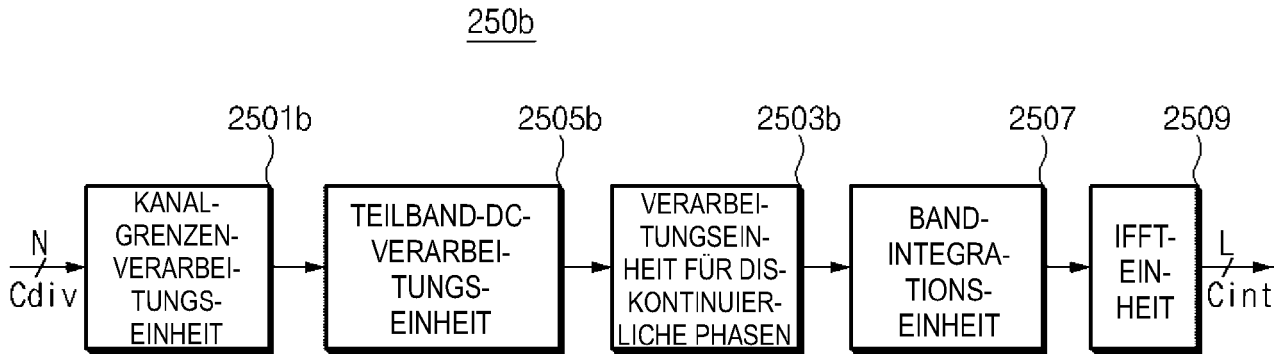 250b
2501b
2505b
2503b
2507
2509
N
Cdiv
KANAL-
GRENZEN-
VERARBEI-
TUNGS-
EINHEIT
TEILBAND-DC-
VERARBEI-
TUNGS-
EINHEIT
VERARBEI-
TUNGSEIN-
HEIT FÜR DIS-
KONTINUIER-
LICHE PHASEN
BAND-
INTEGRA-
TIONS-
EINHEIT
IFFT-
EIN-
HEIT
L
Cint